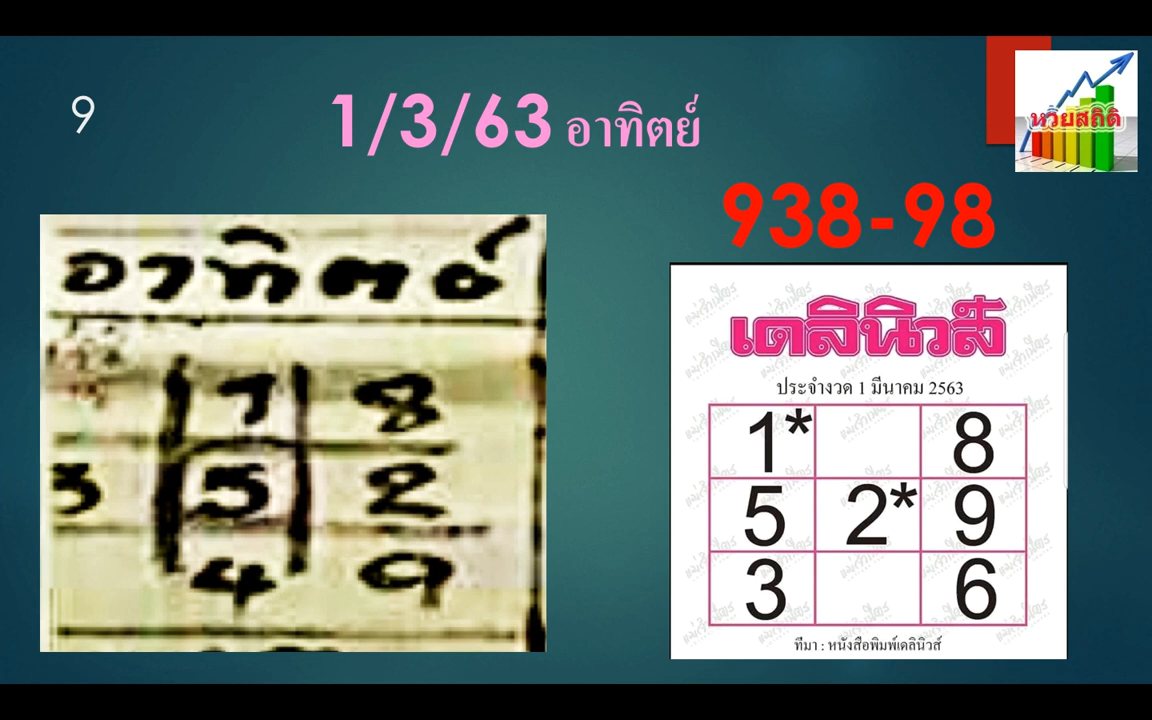 9
1/3/63 อาทิตย์
หวยสถิติ
938-98
อาทิตย์
7 8
3 5 2
4 9
เดลินิวส์
ประจำงวด 1 มีนาคม 2563
1* 8
5 2* 9
3 6
ที่มา : หนังสือพิมพ์เดลินิวส์